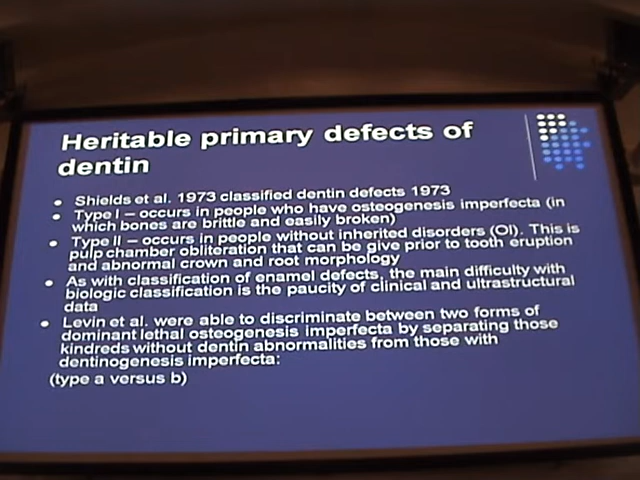 Heritable primary defects of
dentin
Shields et al. 1973 classified dentin defects 1973
Type I – occurs in people who have osteogenesis imperfecta (in
which bones are brittle and easily broken)
Type II – occurs in people without inherited disorders (OI). This is
pulp chamber obliteration that can be give prior to tooth eruption
and abnormal crown and root morphology
As with classification of enamel defects, the main difficulty with
biologic classification is the paucity of clinical and ultrastructural
data
Levin et al. were able to discriminate between two forms of
dominant lethal osteogenesis imperfecta by separating those
kindreds without dentin abnormalities from those with
dentinogenesis imperfecta:
(type a versus b)